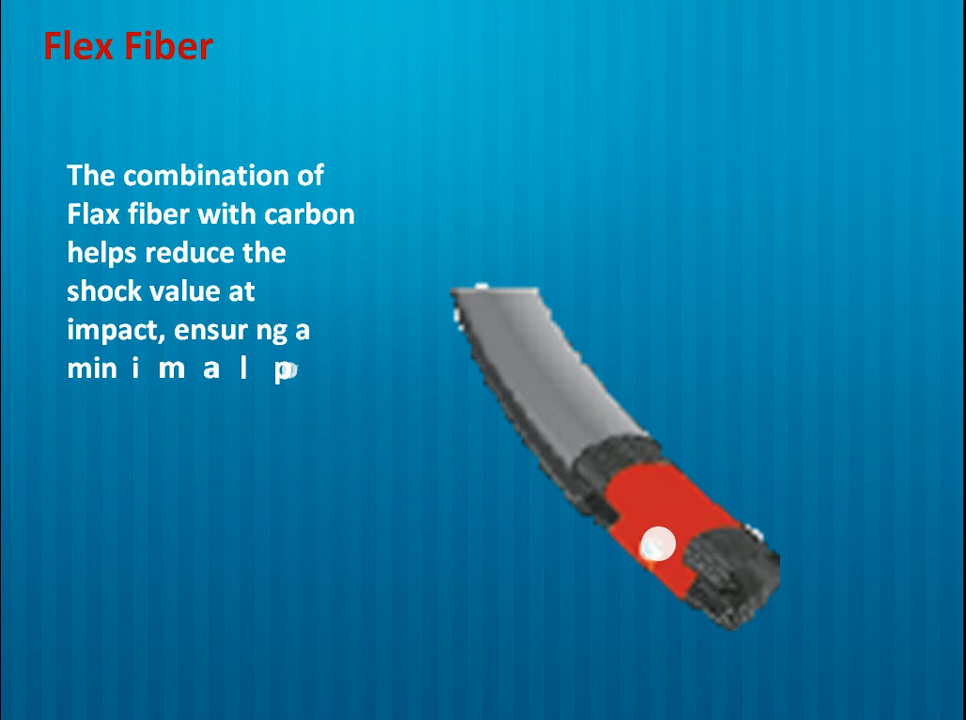 Flex Fiber
The combination of
Flax fiber with carbon
helps reduce the
shock value at
impact, ensur ng a
min i m a l p